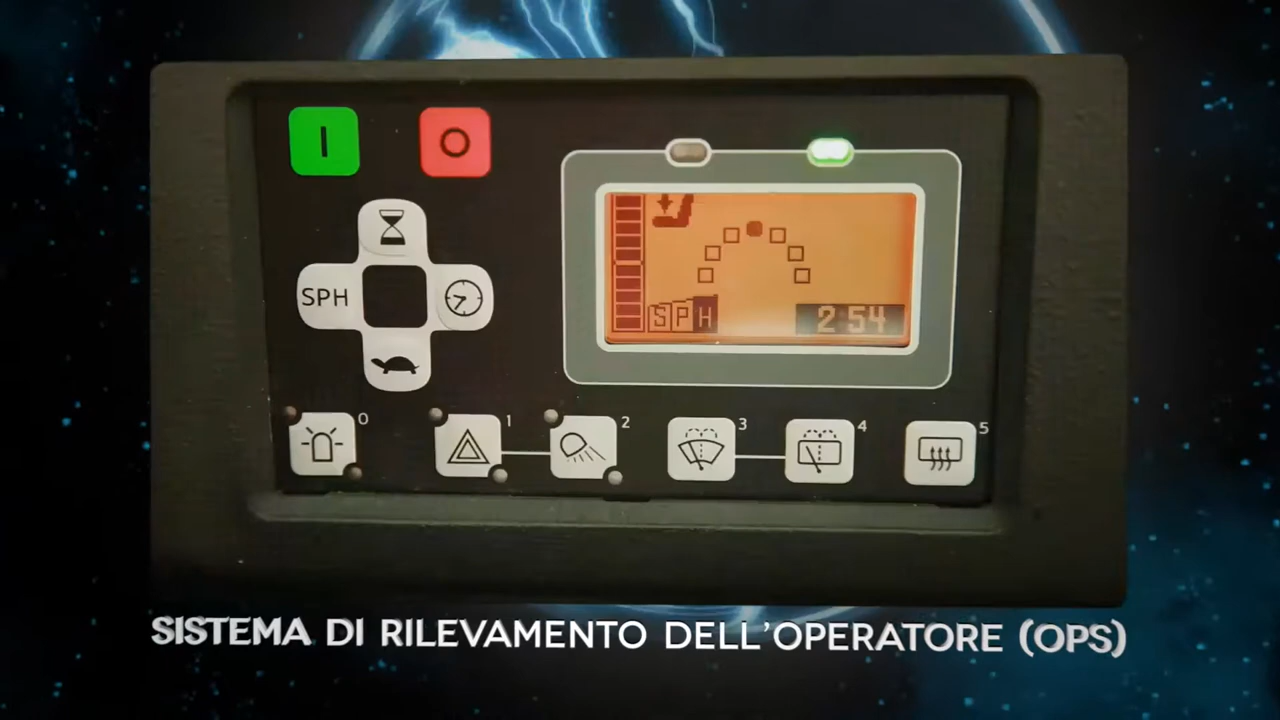 I
O
SPH
SPH
2:54
0
1
2
3
4
5
SISTEMA DI RILEVAMENTO DELL'OPERATORE (OPS)